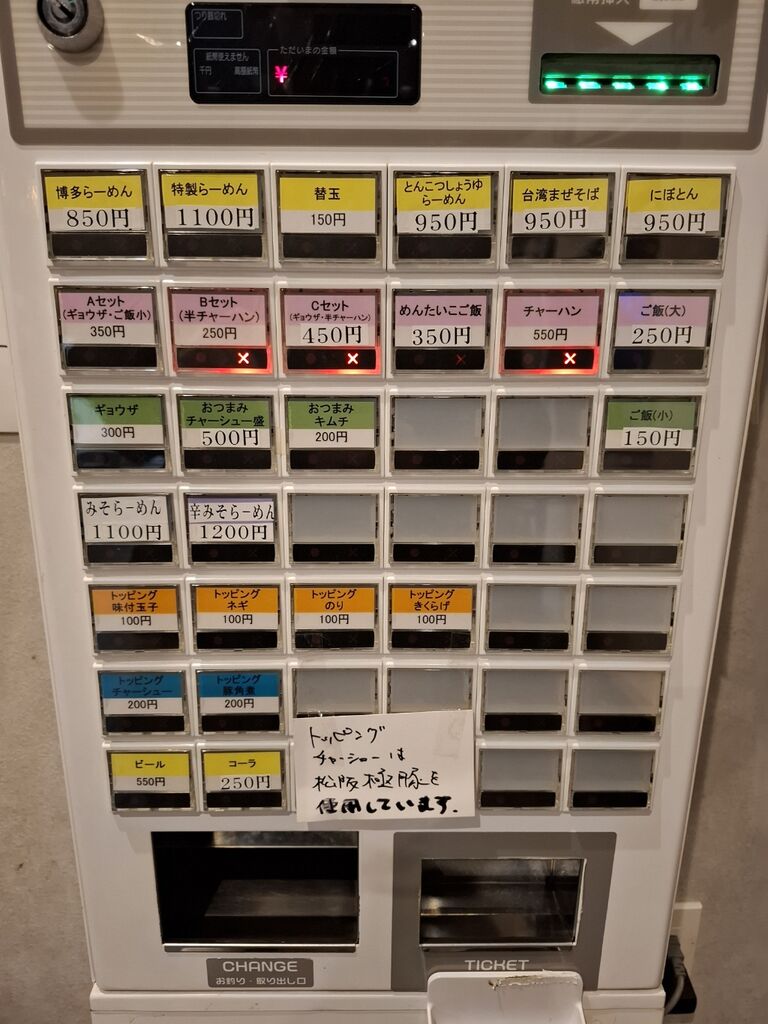 つり銭切れ
紙幣使えません
千円 高額紙幣
ただいまの金額
¥
博多らーめん
850円
特製らーめん
1100円
替玉
150円
とんこつしょうゆ
らーめん
950円
台湾まぜそば
950円
にぼとん
950円
Aセット
(ギョウザ・ご飯小)
350円
Bセット
(半チャーハン)
250円
×
Cセット
(ギョウザ・半チャーハン)
450円
×
めんたいこご飯
350円
チャーハン
550円
×
ご飯(大)
250円
ギョウザ
300円
おつまみ
チャーシュー盛
500円
おつまみ
キムチ
200円
ご飯(小)
150円
みそらーめん
1100円
辛みそらーめん
1200円
トッピング
味付玉子
100円
トッピング
ネギ
100円
トッピング
のり
100円
トッピング
きくらげ
100円
トッピング
チャーシュー
200円
トッピング
豚角煮
200円
ビール
550円
コーラ
250円
トッピング
チャーシューは
松阪極豚を
使用しています.
CHANGE
お釣り・取り出し口
TICKET